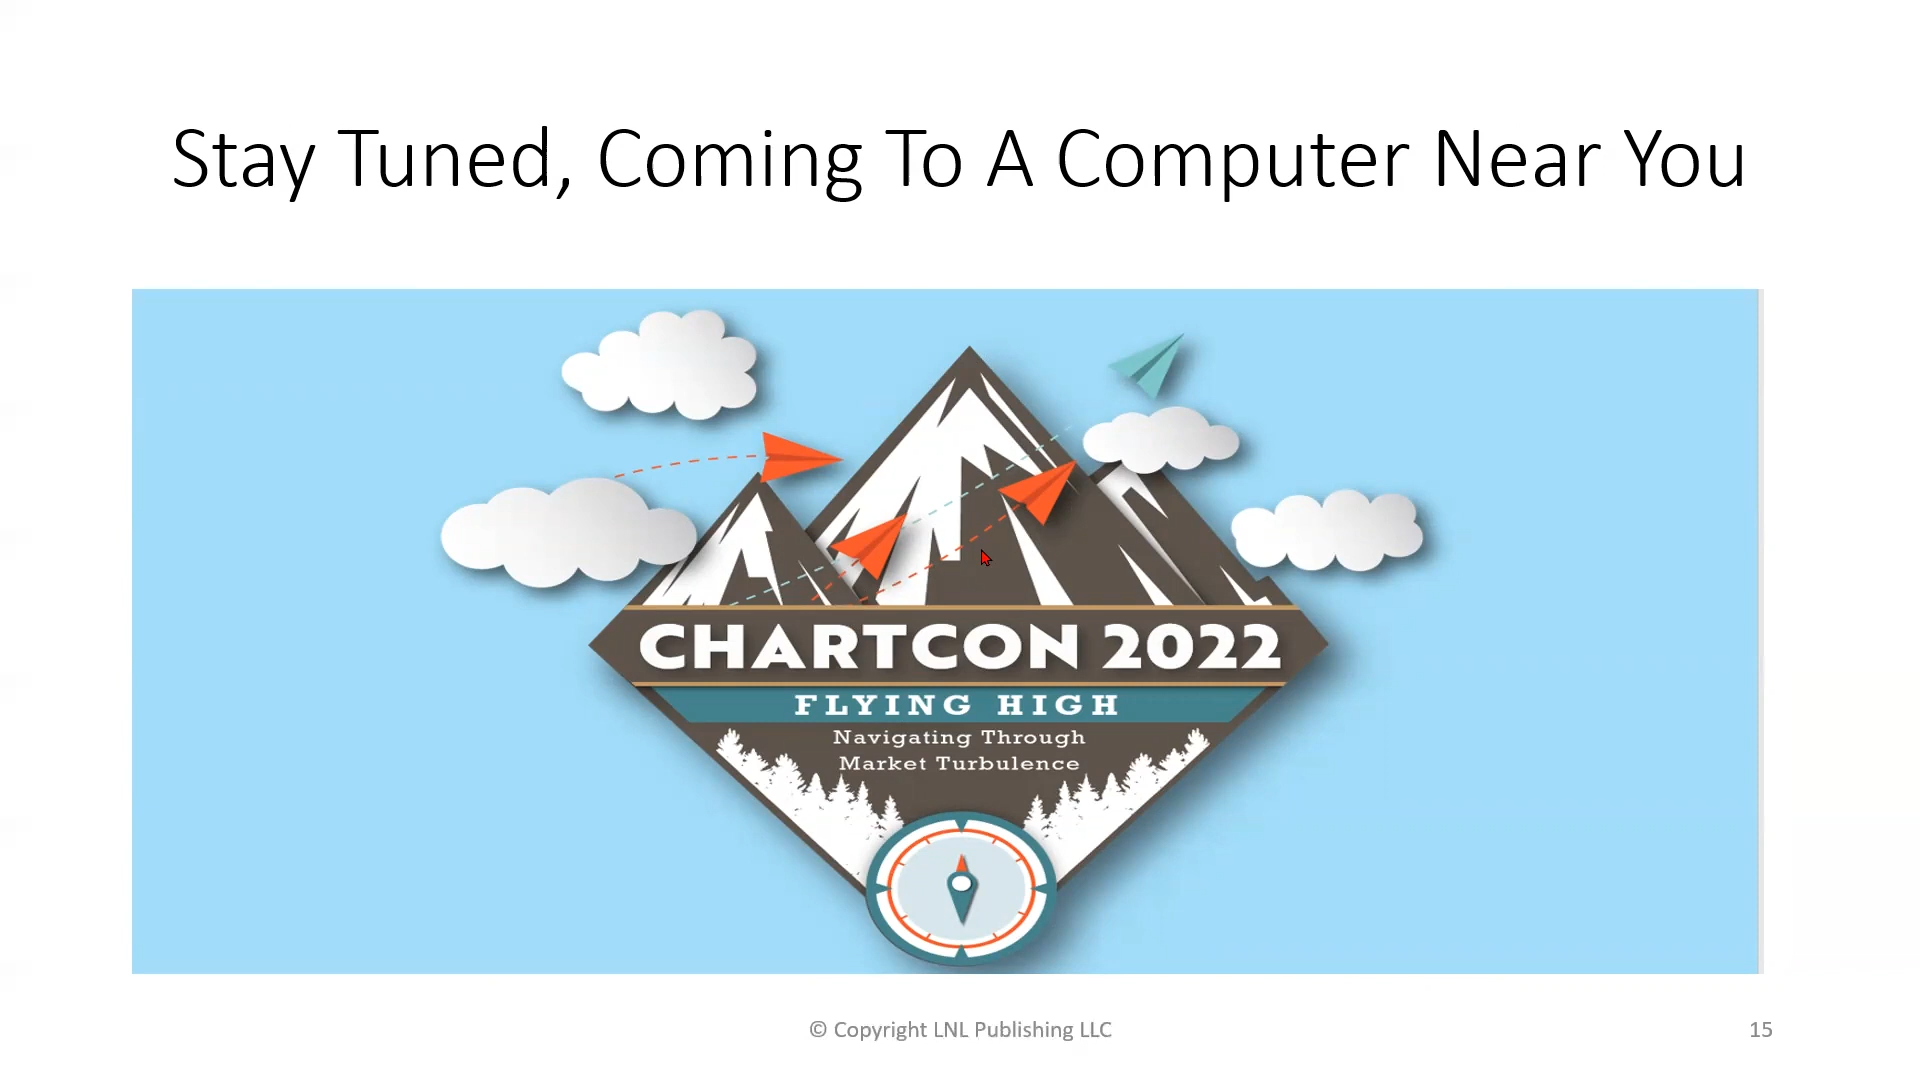 Stay Tuned, Coming To A Computer Near You
CHARTCON 2022
FLYING HIGH
Navigating Through
Market Turbulence
© Copyright LNL Publishing LLC
15